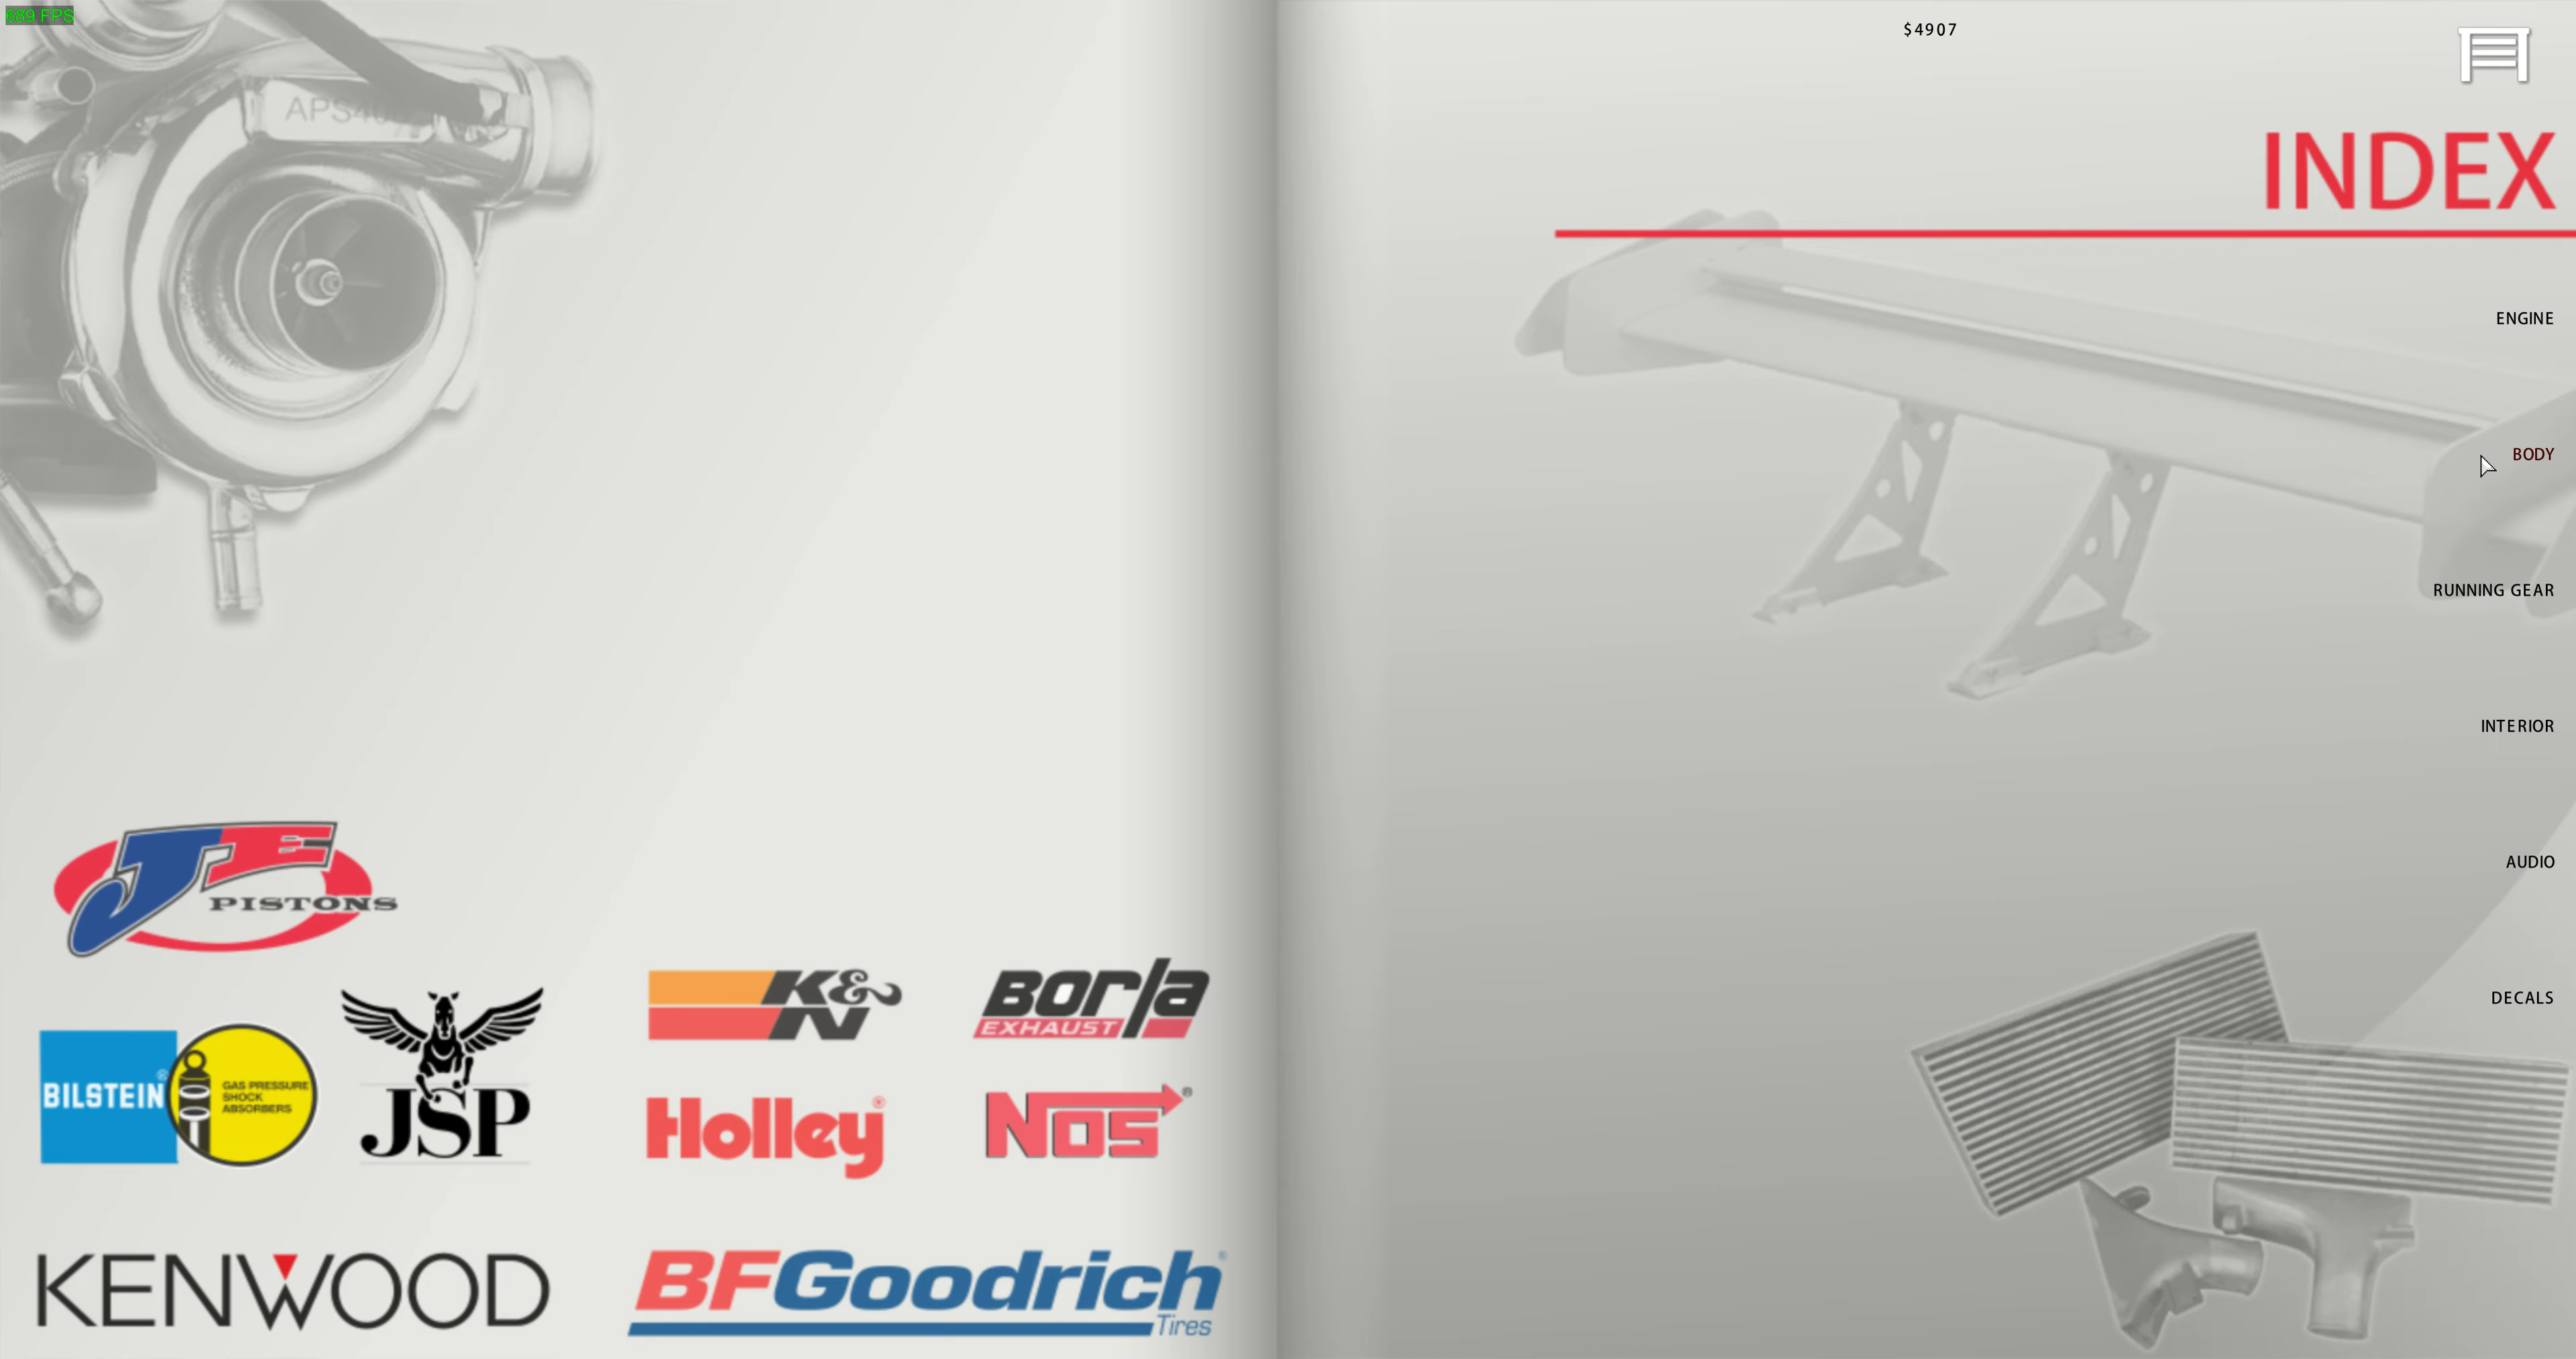 689 FPS
JE
PISTONS
BILSTEIN®
GAS PRESSURE
SHOCK
ABSORBERS
JSP
K&N
BORLA
EXHAUST
Holley®
NOS®
KENWOOD
BFGoodrich®
Tires
$4907
INDEX
ENGINE
BODY
RUNNING GEAR
INTERIOR
AUDIO
DECALS